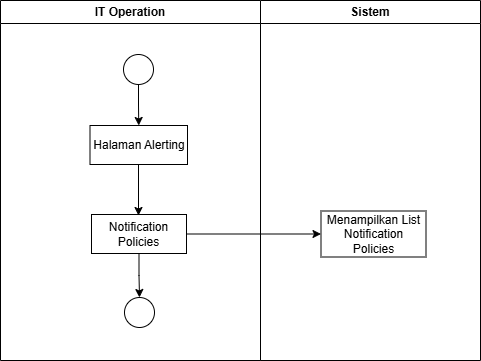 IT Operation
Sistem
Halaman Alerting
Notification
Policies
Menampilkan List
Notification
Policies